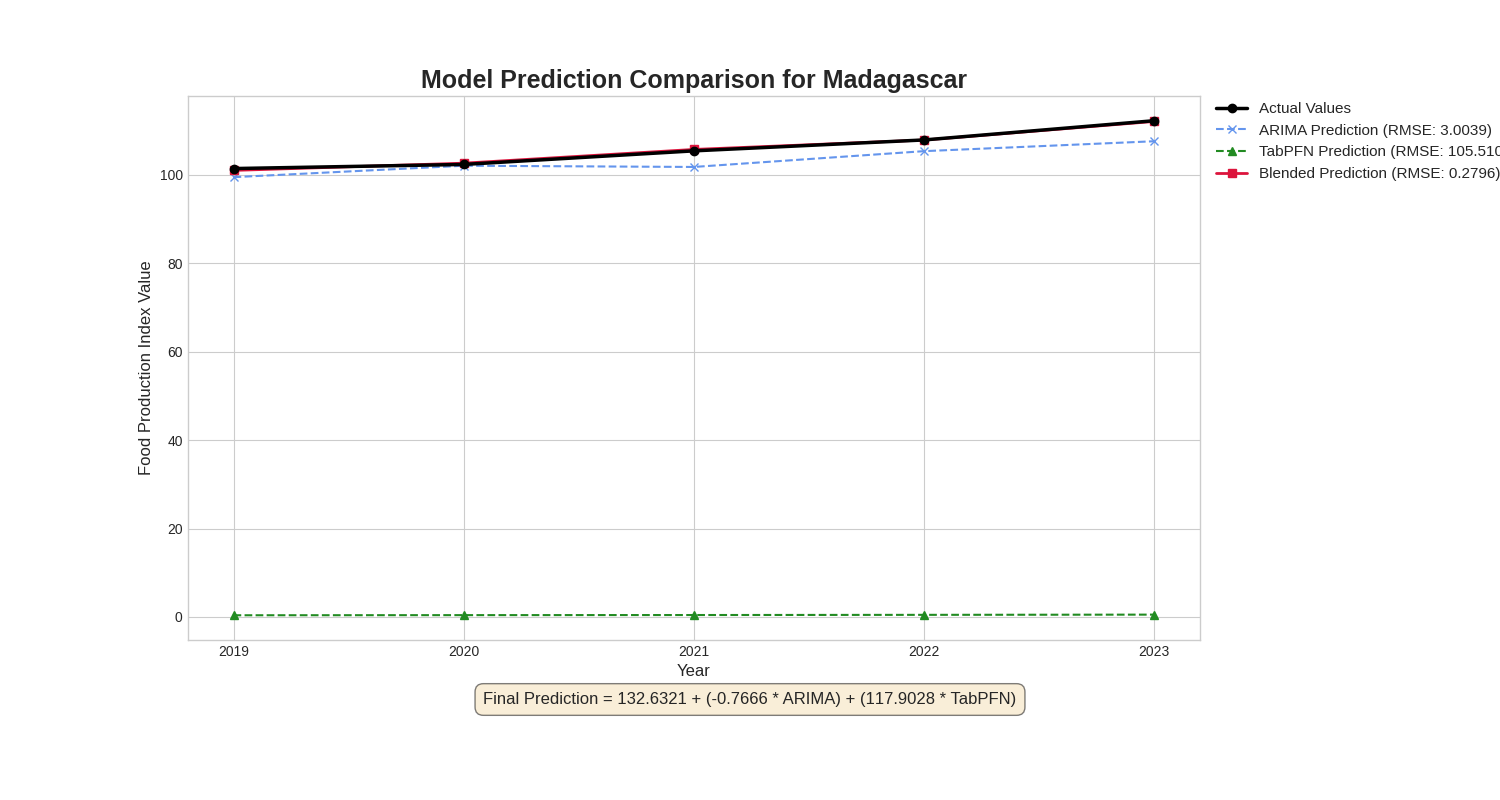 Model Prediction Comparison for Madagascar
Actual Values
ARIMA Prediction (RMSE: 3.0039)
TabPFN Prediction (RMSE: 105.510
Blended Prediction (RMSE: 0.2796)
Food Production Index Value
100
80
60
40
20
0
2019 2020 2021 2022 2023
Year
Final Prediction = 132.6321 + (-0.7666 * ARIMA) + (117.9028 * TabPFN)